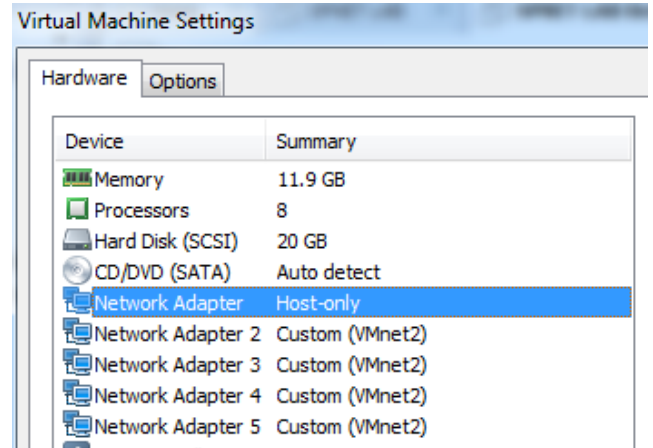 Virtual Machine Settings
Hardware Options
Device Summary
Memory 11.9 GB
Processors 8
Hard Disk (SCSI) 20 GB
CD/DVD (SATA) Auto detect
Network Adapter Host-only
Network Adapter 2 Custom (VMnet2)
Network Adapter 3 Custom (VMnet2)
Network Adapter 4 Custom (VMnet2)
Network Adapter 5 Custom (VMnet2)